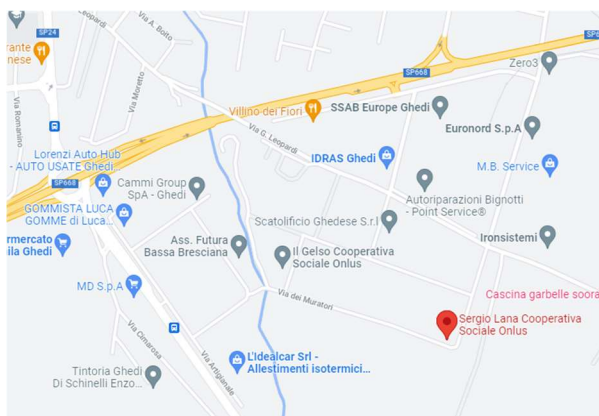 SP24
Via A. Boito
SP6
rante
nese
Zero3
SP668
Via Moretto
Via Romanino
Villino dei Fiori
SSAB Europe Ghedi
Via G. Leopardi
Euronord S.p.A
Lorenzi Auto Hub
- AUTO USATE Ghedi...
IDRAS Ghedi
M.B. Service
SP668
Cammi Group
SpA - Ghedi
Autoriparazioni Bignotti
- Point Service®
GOMMISTA LUCA
GOMME di Luca...
Scatolificio Ghedese S.r.l
Ironsistemi
rmercato
ila Ghedi
Ass. Futura
Bassa Bresciana
Il Gelso Cooperativa
Sociale Onlus
MD S.p.A
Via dei Muratori
Cascina garbelle soora
Sergio Lana Cooperativa
Sociale Onlus
Via Cimarosa
Via Artigianale
L'Idealcar Srl -
Allestimenti isotermici...
Tintoria Ghedi
Di Schinelli Enzo...